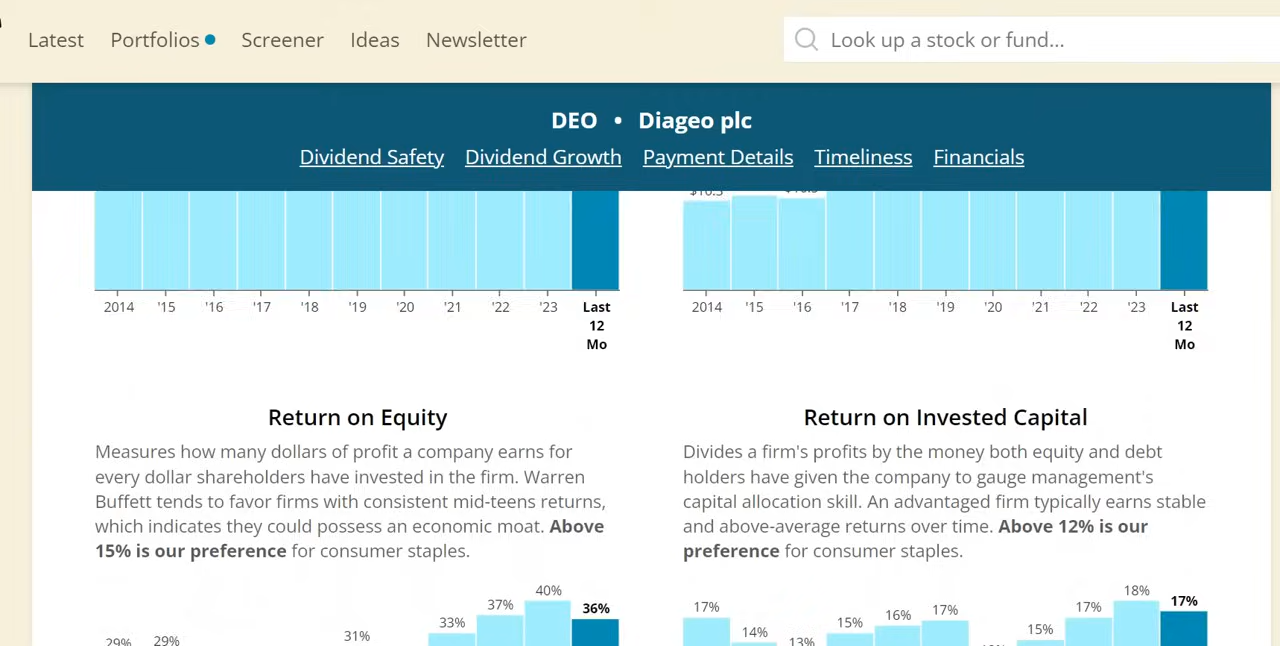 Latest Portfolios Screener Ideas Newsletter
Look up a stock or fund...
DEO • Diageo plc
Dividend Safety Dividend Growth Payment Details Timeliness Financials
2014 '15 '16 '17 '18 '19 '20 '21 '22 '23 Last
12
Mo
2014 '15 '16 '17 '18 '19 '20 '21 '22 '23 Last
12
Mo
Return on Equity
Measures how many dollars of profit a company earns for
every dollar shareholders have invested in the firm. Warren
Buffett tends to favor firms with consistent mid-teens returns,
which indicates they could possess an economic moat. Above
15% is our preference for consumer staples.
29% 29% 31% 33% 37% 40% 36%
Return on Invested Capital
Divides a firm's profits by the money both equity and debt
holders have given the company to gauge management's
capital allocation skill. An advantaged firm typically earns stable
and above-average returns over time. Above 12% is our
preference for consumer staples.
17% 14% 13% 15% 16% 17% 15% 17% 18% 17%